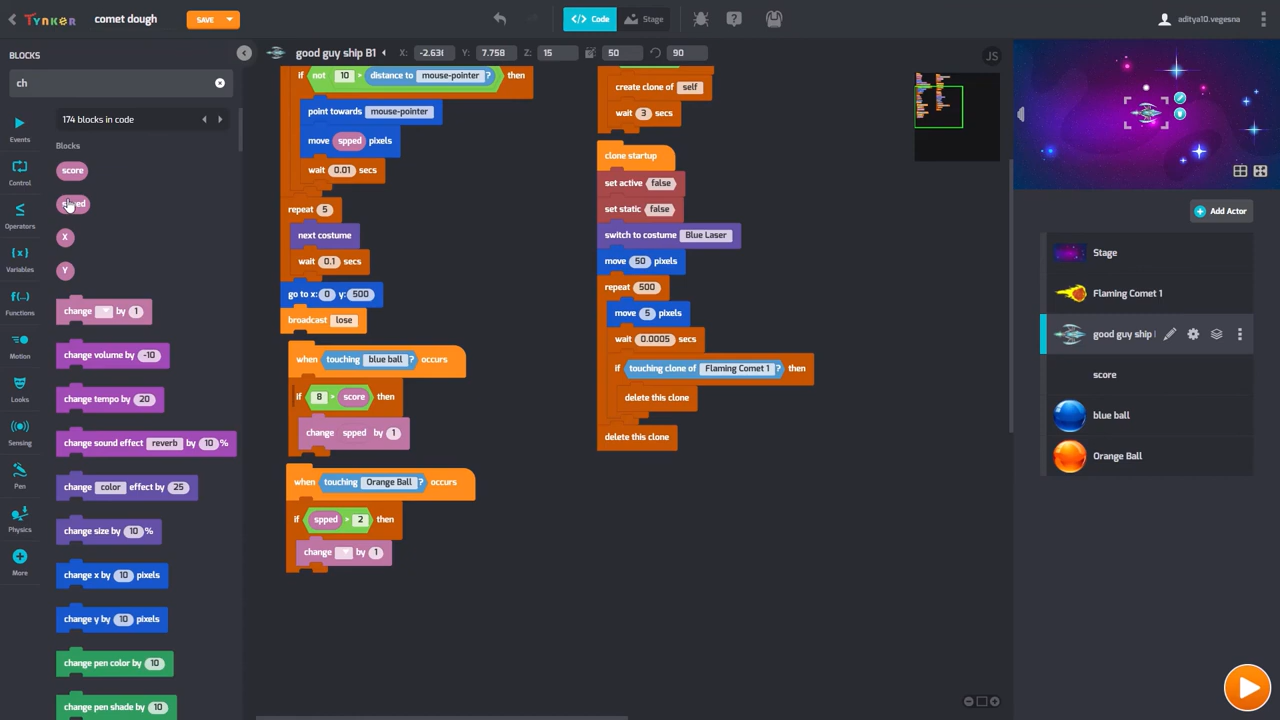 TYNKER comet dough SAVE </> Code Stage aditya10.vegesna
BLOCKS good guy ship B1 X: -2.63( Y: 7.758 Z: 15 50 90 JS
ch
174 blocks in code
Events
Control
Operators
Variables
Functions
Motion
Looks
Sensing
Pen
Physics
More
Blocks
score
X
Y
change by 1
change volume by -10
change tempo by 20
change sound effect reverb by 10 %
change color effect by 25
change size by 10 %
change x by 10 pixels
change y by 10 pixels
change pen color by 10
change pen shade by 10
if not 10 > distance to mouse-pointer ? then
point towards mouse-pointer
move spped pixels
wait 0.01 secs
repeat 5
next costume
wait 0.1 secs
go to x: 0 y: 500
broadcast lose
when touching blue ball ? occurs
if 8 > score then
change spped by 1
when touching Orange Ball ? occurs
if spped > 2 then
change by 1
create clone of self
wait 3 secs
clone startup
set active false
set static false
switch to costume Blue Laser
move 50 pixels
repeat 500
move 5 pixels
wait 0.0005 secs
if touching clone of Flaming Comet 1 ? then
delete this clone
delete this clone
Add Actor
Stage
Flaming Comet 1
good guy ship
score
blue ball
Orange Ball